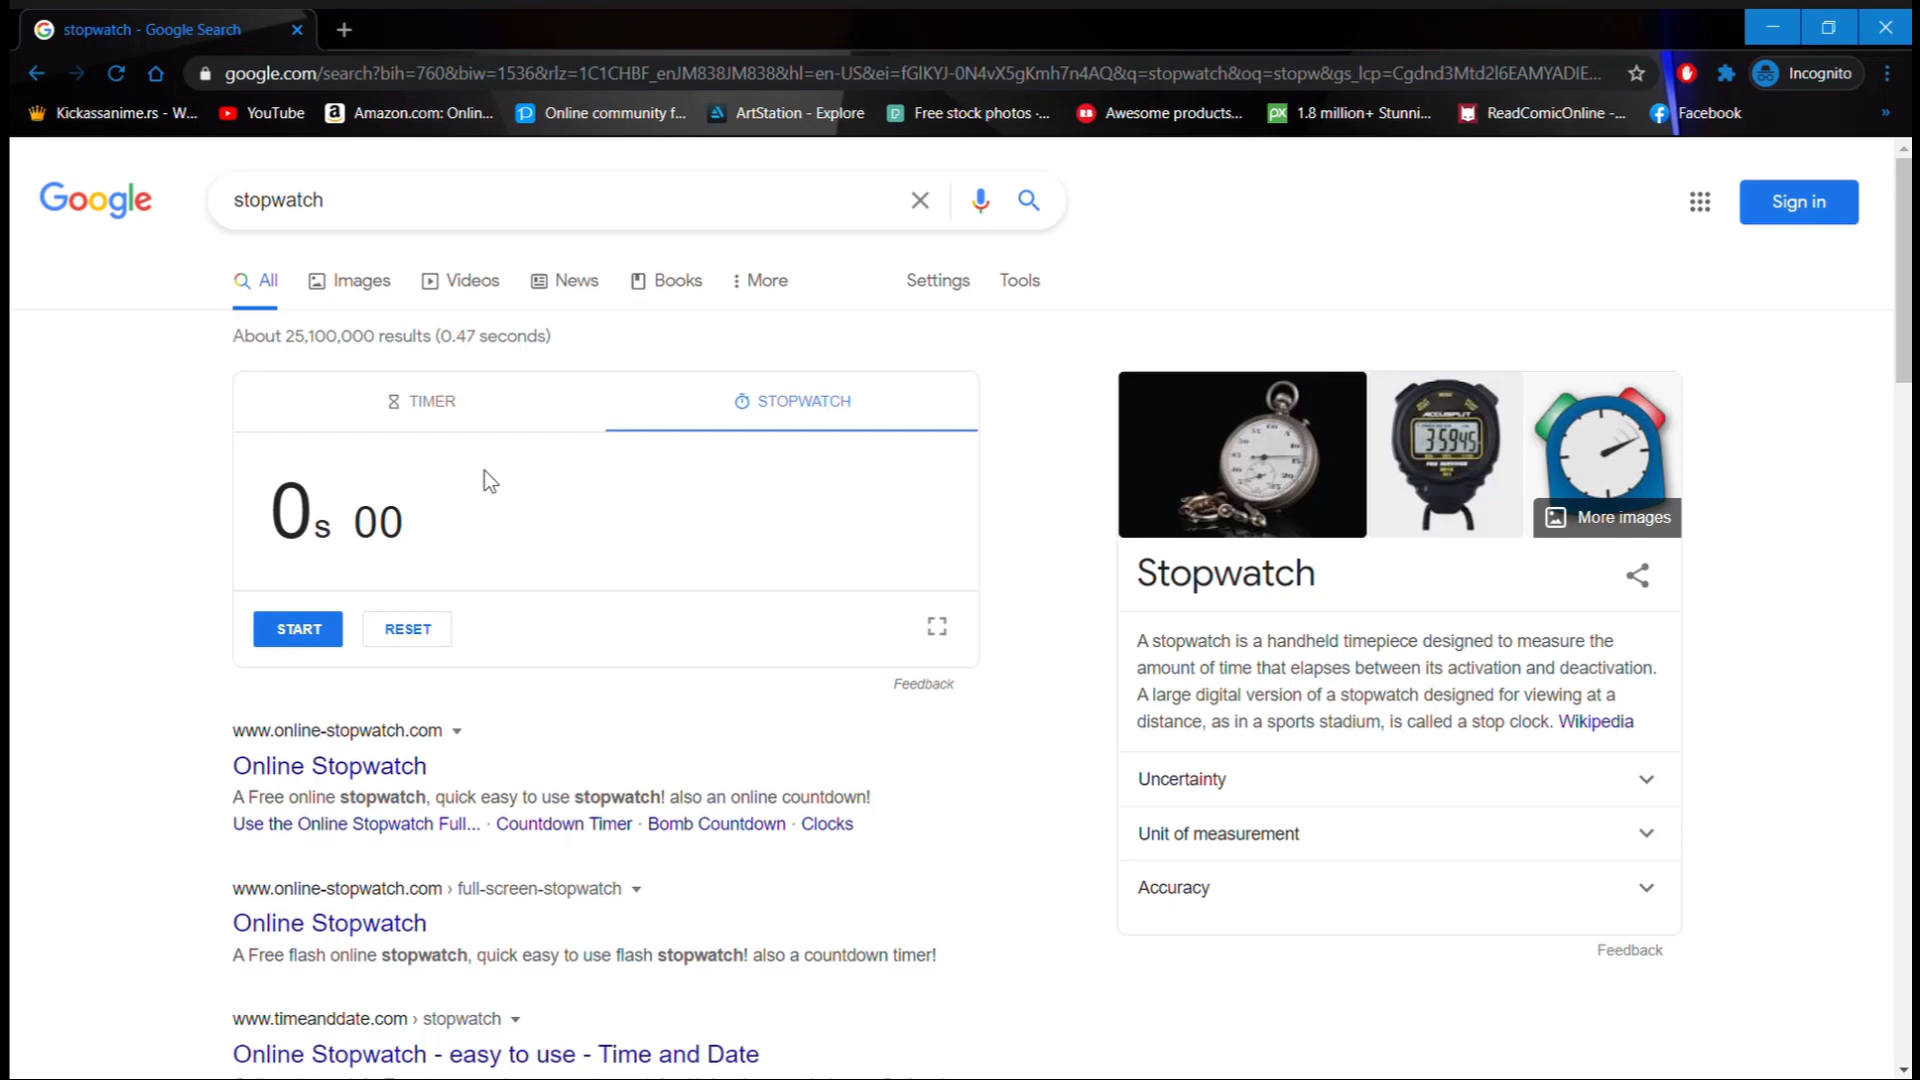 stopwatch - Google Search
google.com/search?bih=760&biw=1536&rlz=1C1CHBF_enJM838JM838&hl=en-US&ei=fGlKYJ-0N4vX5gKmh7n4AQ&q=stopwatch&oq=stopw&gs_lcp=Cgdnd3Mtd2l6EAMYADIE...
Incognito
Kickassanime.rs - W...
YouTube
Amazon.com: Onlin...
Online community f...
ArtStation - Explore
Free stock photos -...
Awesome products...
1.8 million+ Stunni...
ReadComicOnline -...
Facebook
Google
stopwatch
Sign in
All
Images
Videos
News
Books
More
Settings
Tools
About 25,100,000 results (0.47 seconds)
TIMER
STOPWATCH
0s 00
START
RESET
Feedback
www.online-stopwatch.com
Online Stopwatch
A Free online stopwatch, quick easy to use stopwatch! also an online countdown!
Use the Online Stopwatch Full... · Countdown Timer · Bomb Countdown · Clocks
www.online-stopwatch.com › full-screen-stopwatch
Online Stopwatch
A Free flash online stopwatch, quick easy to use flash stopwatch! also a countdown timer!
www.timeanddate.com › stopwatch
Online Stopwatch - easy to use - Time and Date
ACCUSPLIT
35945
More images
Stopwatch
A stopwatch is a handheld timepiece designed to measure the
amount of time that elapses between its activation and deactivation.
A large digital version of a stopwatch designed for viewing at a
distance, as in a sports stadium, is called a stop clock. Wikipedia
Uncertainty
Unit of measurement
Accuracy
Feedback